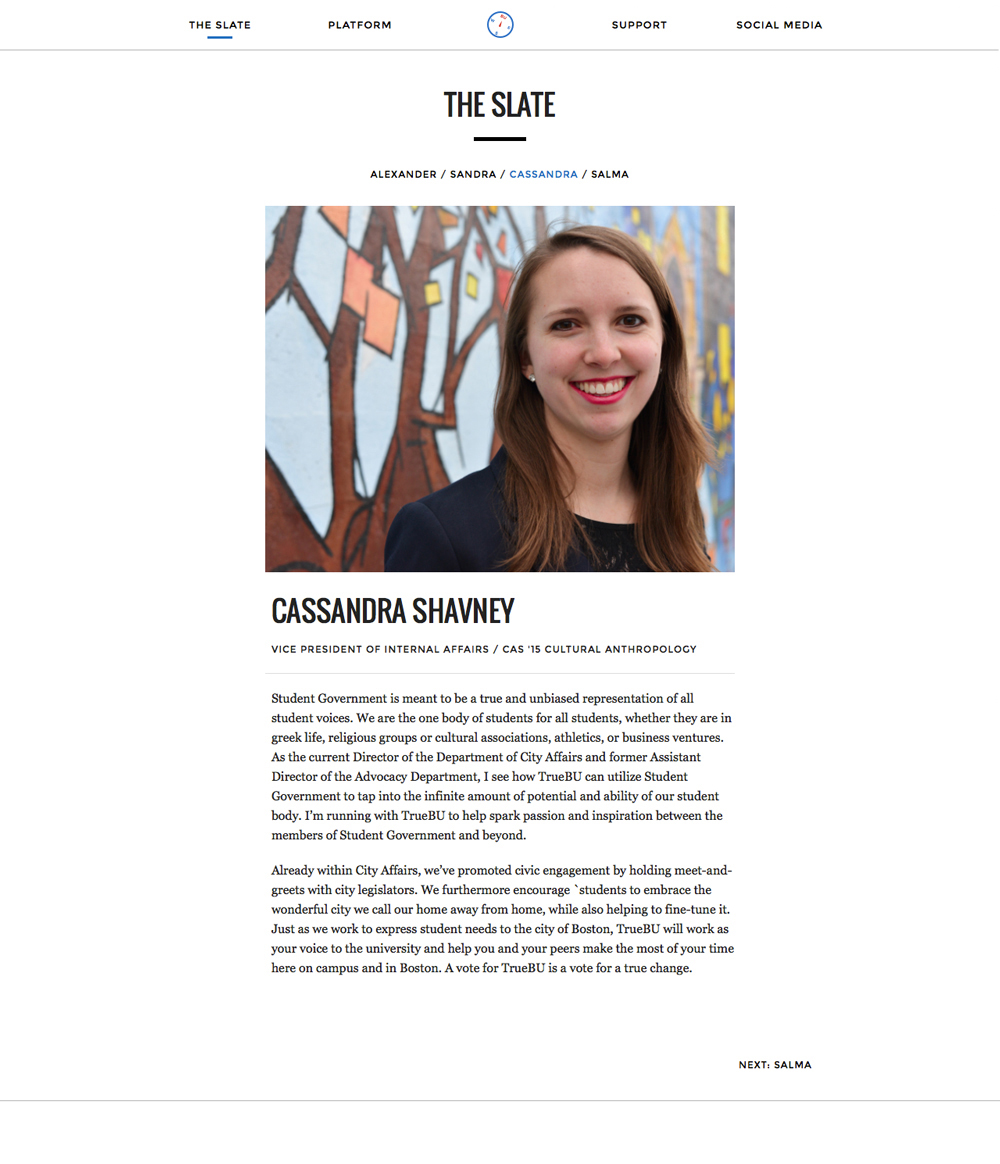 THE SLATE
PLATFORM
SUPPORT
SOCIAL MEDIA
THE SLATE
ALEXANDER / SANDRA / CASSANDRA / SALMA
CASSANDRA SHAVNEY
VICE PRESIDENT OF INTERNAL AFFAIRS / CAS '15 CULTURAL ANTHROPOLOGY
Student Government is meant to be a true and unbiased representation of all
student voices. We are the one body of students for all students, whether they are in
greek life, religious groups or cultural associations, athletics, or business ventures.
As the current Director of the Department of City Affairs and former Assistant
Director of the Advocacy Department, I see how TrueBU can utilize Student
Government to tap into the infinite amount of potential and ability of our student
body. I’m running with TrueBU to help spark passion and inspiration between the
members of Student Government and beyond.
Already within City Affairs, we’ve promoted civic engagement by holding meet-and-
greets with city legislators. We furthermore encourage `students to embrace the
wonderful city we call our home away from home, while also helping to fine-tune it.
Just as we work to express student needs to the city of Boston, TrueBU will work as
your voice to the university and help you and your peers make the most of your time
here on campus and in Boston. A vote for TrueBU is a vote for a true change.
NEXT: SALMA